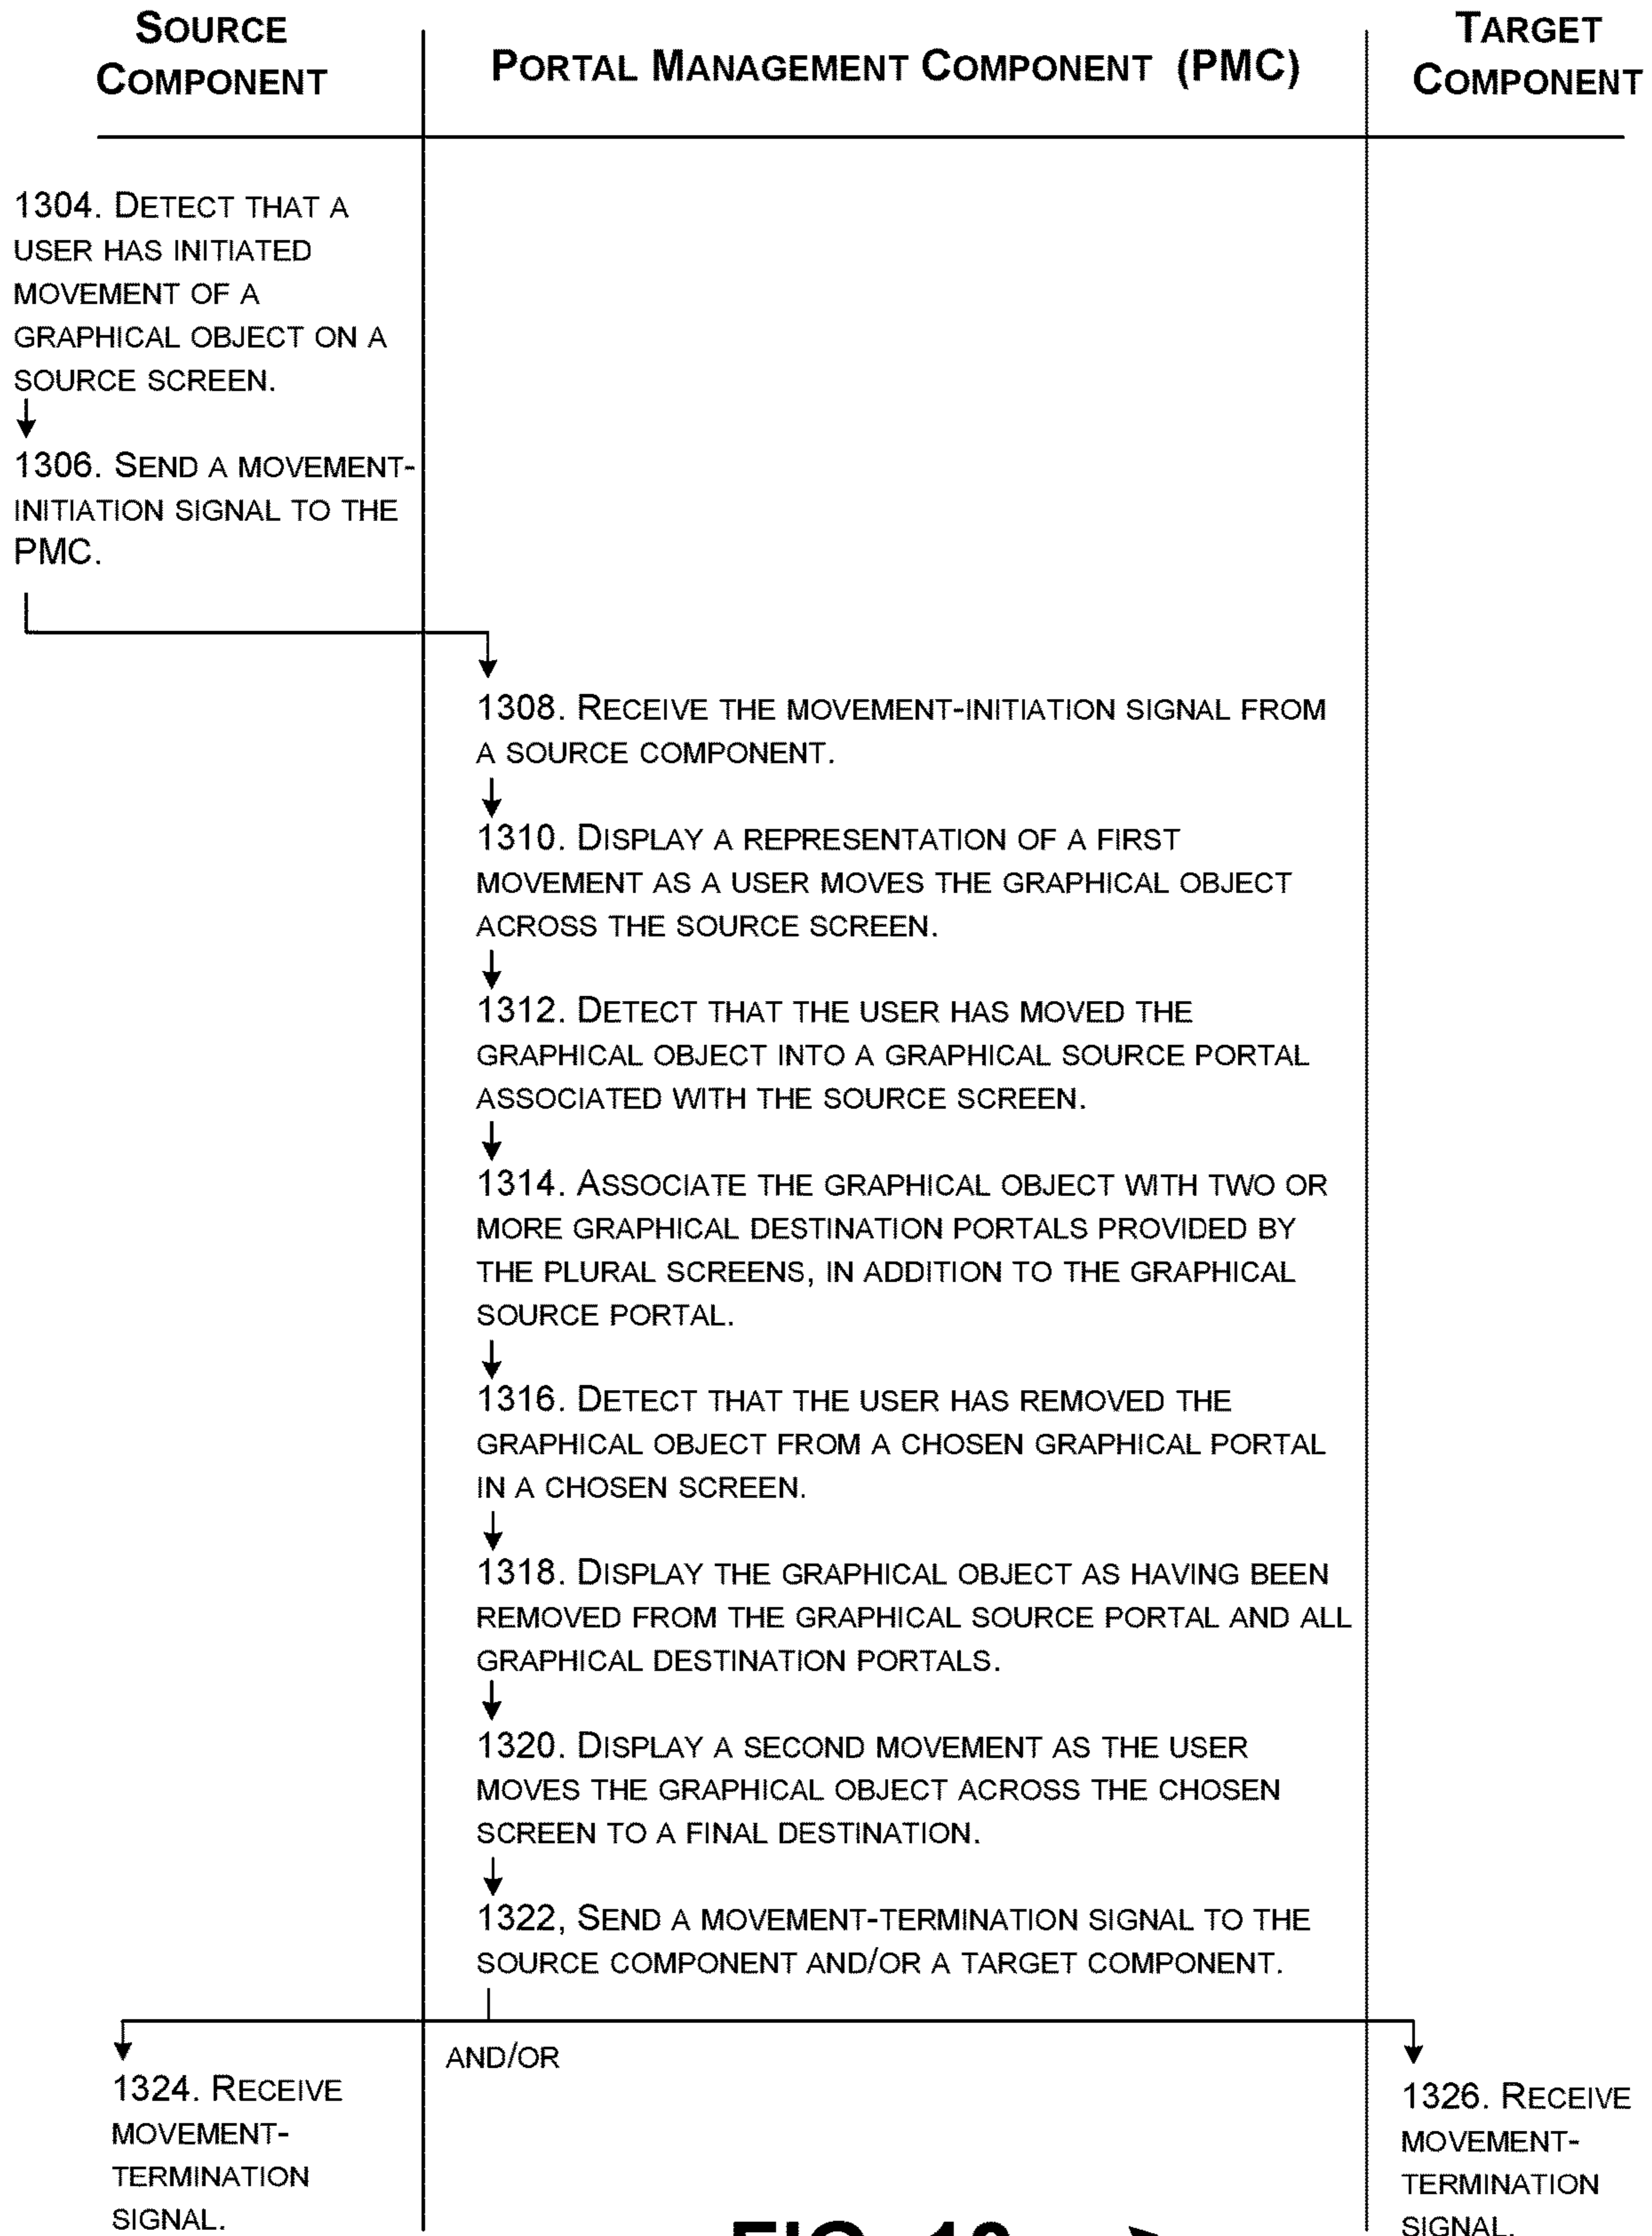 SOURCE
COMPONENT
PORTAL MANAGEMENT COMPONENT (PMC)
TARGET
COMPONENT
1304. DETECT THAT A
USER HAS INITIATED
MOVEMENT OF A
GRAPHICAL OBJECT ON A
SOURCE SCREEN.
1306. SEND A MOVEMENT-
INITIATION SIGNAL TO THE
PMC.
1308. RECEIVE THE MOVEMENT-INITIATION SIGNAL FROM
A SOURCE COMPONENT.
1310. DISPLAY A REPRESENTATION OF A FIRST
MOVEMENT AS A USER MOVES THE GRAPHICAL OBJECT
ACROSS THE SOURCE SCREEN.
1312. DETECT THAT THE USER HAS MOVED THE
GRAPHICAL OBJECT INTO A GRAPHICAL SOURCE PORTAL
ASSOCIATED WITH THE SOURCE SCREEN.
1314. ASSOCIATE THE GRAPHICAL OBJECT WITH TWO OR
MORE GRAPHICAL DESTINATION PORTALS PROVIDED BY
THE PLURAL SCREENS, IN ADDITION TO THE GRAPHICAL
SOURCE PORTAL.
1316. DETECT THAT THE USER HAS REMOVED THE
GRAPHICAL OBJECT FROM A CHOSEN GRAPHICAL PORTAL
IN A CHOSEN SCREEN.
1318. DISPLAY THE GRAPHICAL OBJECT AS HAVING BEEN
REMOVED FROM THE GRAPHICAL SOURCE PORTAL AND ALL
GRAPHICAL DESTINATION PORTALS.
1320. DISPLAY A SECOND MOVEMENT AS THE USER
MOVES THE GRAPHICAL OBJECT ACROSS THE CHOSEN
SCREEN TO A FINAL DESTINATION.
1322, SEND A MOVEMENT-TERMINATION SIGNAL TO THE
SOURCE COMPONENT AND/OR A TARGET COMPONENT.
AND/OR
1324. RECEIVE
MOVEMENT-
TERMINATION
SIGNAL.
1326. RECEIVE
MOVEMENT-
TERMINATION
SIGNAL.